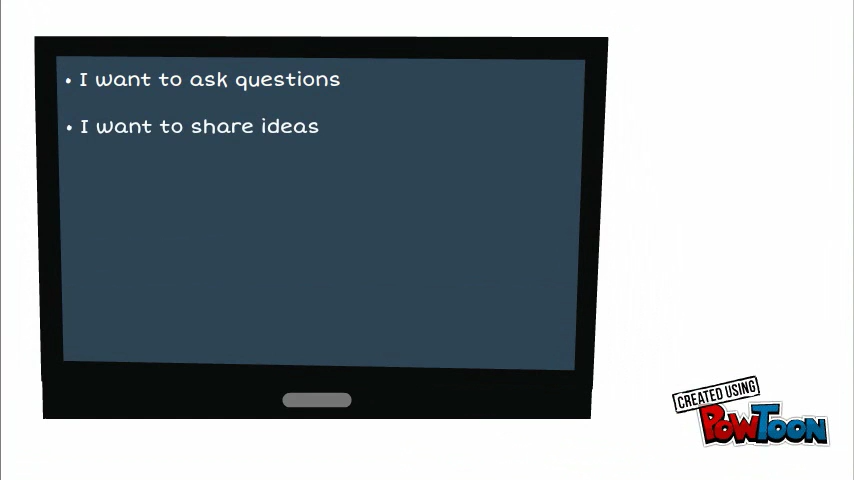 • I want to ask questions
• I want to share ideas
CREATED USING
POWTOON